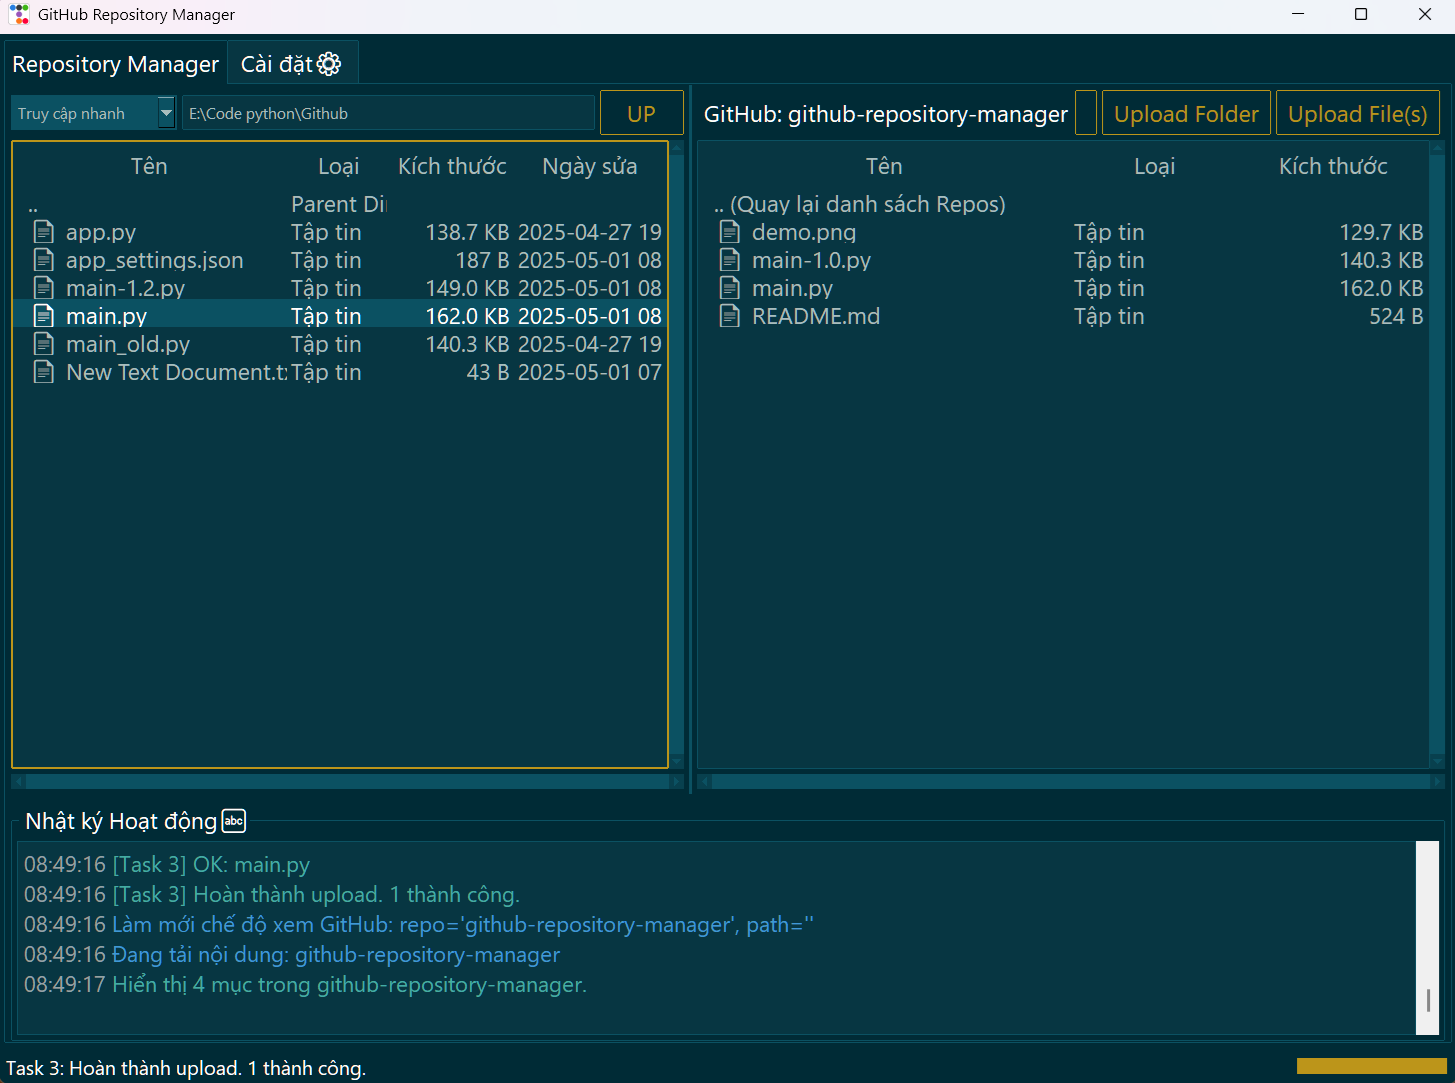 GitHub Repository Manager
Repository Manager Cài đặt
Truy cập nhanh E:\Code python\Github UP
GitHub: github-repository-manager Upload Folder Upload File(s)
Tên Loại Kích thước Ngày sửa
.. Parent Di
app.py Tập tin 138.7 KB 2025-04-27 19
app_settings.json Tập tin 187 B 2025-05-01 08
main-1.2.py Tập tin 149.0 KB 2025-05-01 08
main.py Tập tin 162.0 KB 2025-05-01 08
main_old.py Tập tin 140.3 KB 2025-04-27 19
New Text Document.t Tập tin 43 B 2025-05-01 07
Tên Loại Kích thước
.. (Quay lại danh sách Repos)
demo.png Tập tin 129.7 KB
main-1.0.py Tập tin 140.3 KB
main.py Tập tin 162.0 KB
README.md Tập tin 524 B
Nhật ký Hoạt động abc
08:49:16 [Task 3] OK: main.py
08:49:16 [Task 3] Hoàn thành upload. 1 thành công.
08:49:16 Làm mới chế độ xem GitHub: repo='github-repository-manager', path=''
08:49:16 Đang tải nội dung: github-repository-manager
08:49:17 Hiển thị 4 mục trong github-repository-manager.
Task 3: Hoàn thành upload. 1 thành công.